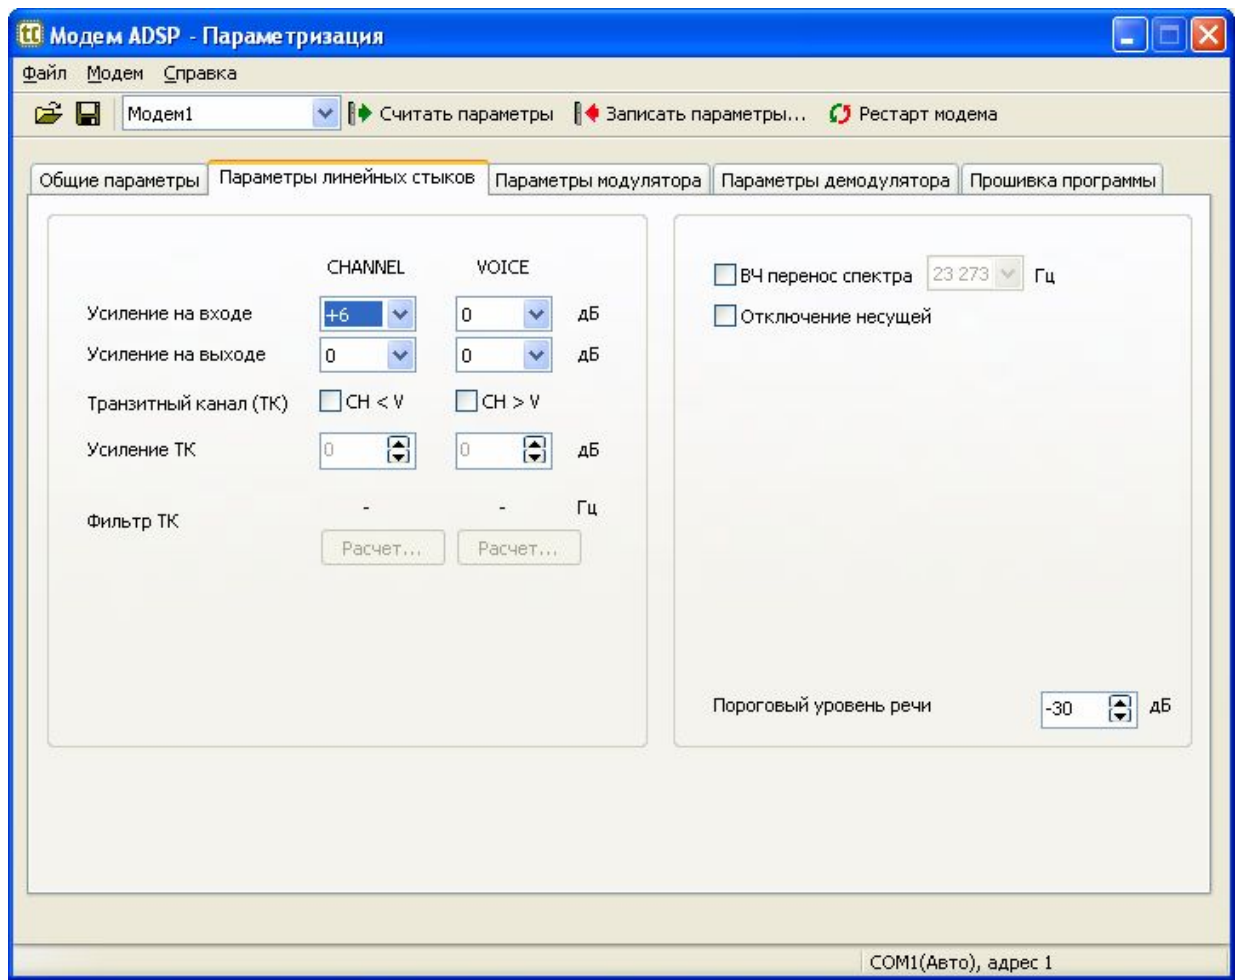 tc Модем ADSP - Параметризация
Файл Модем Справка
Модем1 Считать параметры Записать параметры... Рестарт модема
Общие параметры Параметры линейных стыков Параметры модулятора Параметры демодулятора Прошивка программы
CHANNEL VOICE
Усиление на входе +6 0 дБ
Усиление на выходе 0 0 дБ
Транзитный канал (ТК) CH < V CH > V
Усиление ТК 0 0 дБ
Фильтр ТК - - Гц
Расчет... Расчет...
ВЧ перенос спектра 23 273 Гц
Отключение несущей
Пороговый уровень речи -30 дБ
COM1(Авто), адрес 1